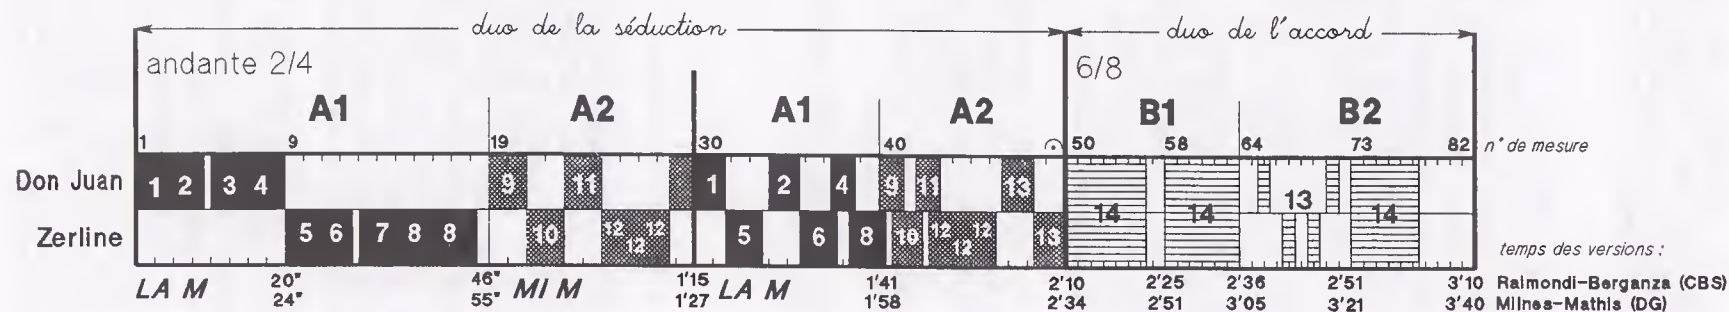 duo de la séduction duo de l'accord
andante 2/4 6/8
A1 A2 A1 A2 B1 B2
1 9 19 30 40 50 58 64 73 82 n° de mesure
Don Juan 1 2 3 4 9 11 1 2 4 9 11 13 14 14 13 14
Zerline 5 6 7 8 8 10 12 12 12 5 6 8 10 12 12 12 13
temps des versions :
LA M 20" 46" MI M 1'15 LA M 1'41 2'10 2'25 2'36 2'51 3'10 Raimondi-Berganza (CBS)
24" 55" 1'27 1'58 2'34 2'51 3'05 3'21 3'40 Milnes-Mathis (DG)